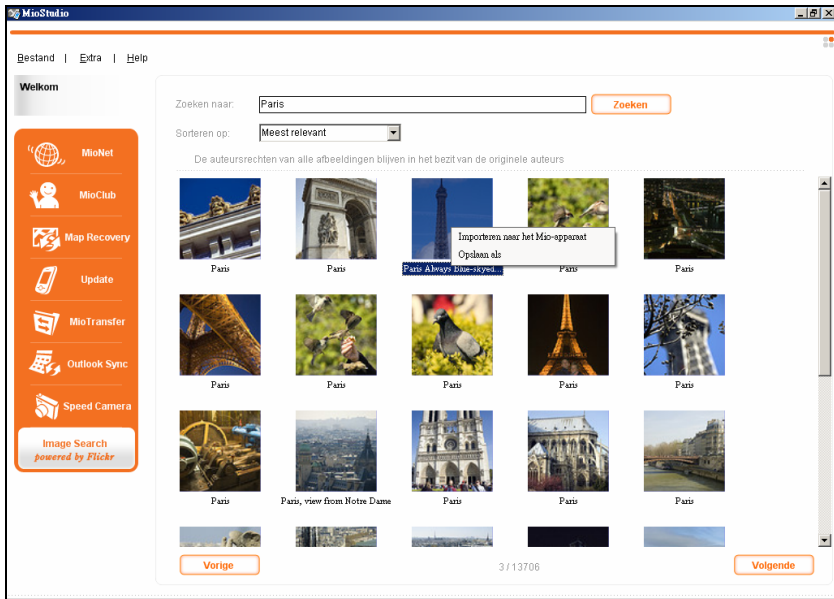 MioStudio
Bestand | Extra | Help
Welkom
MioNet
MioClub
Map Recovery
Update
MioTransfer
Outlook Sync
Speed Camera
Image Search
powered by Flickr
Zoeken naar: Paris Zoeken
Sorteren op: Meest relevant
De auteursrechten van alle afbeeldingen blijven in het bezit van de originele auteurs
Importeren naar het Mio-apparaat
Opslaan als
Paris Paris Paris Always Blue-skyed... Paris Paris
Paris Paris Paris Paris Paris
Paris Paris, view from Notre Dame Paris Paris Paris
Vorige 3 / 13706 Volgende